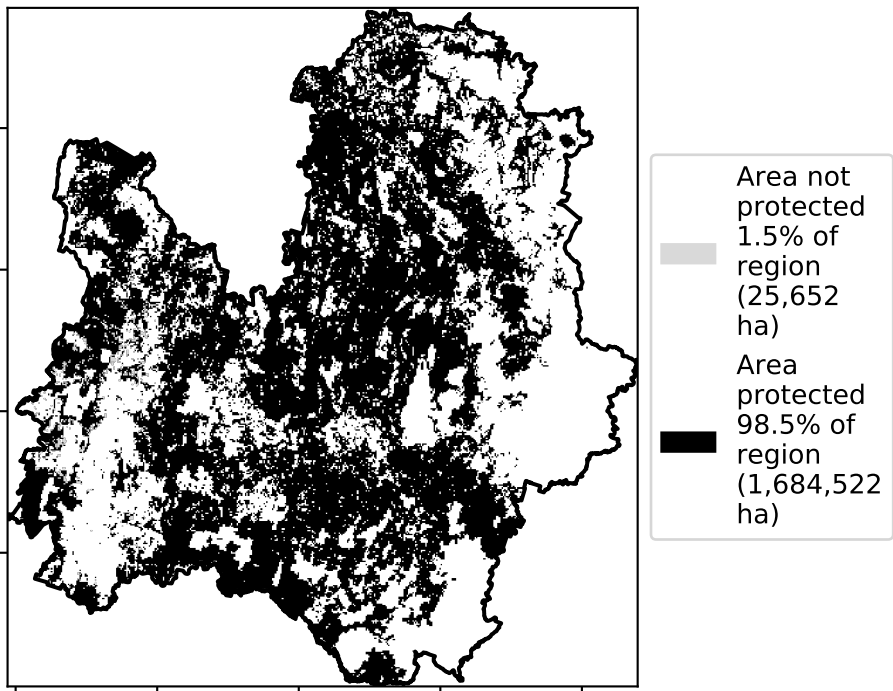 Area not
protected
1.5% of
region
(25,652
ha)
Area
protected
98.5% of
region
(1,684,522
ha)